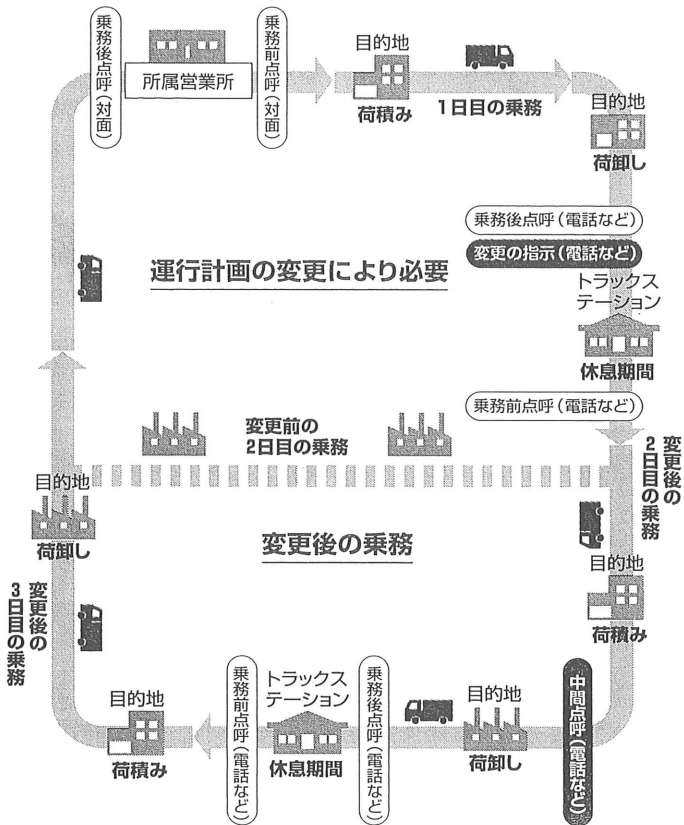 乗務後点呼(対面)
所属営業所
乗務前点呼(対面)
目的地
荷積み
1日目の乗務
目的地
荷卸し
乗務後点呼(電話など)
変更の指示(電話など)
トラックス
テーション
休息期間
乗務前点呼(電話など)
運行計画の変更により必要
変更前の
2日目の乗務
変更後の
2日目の乗務
目的地
荷積み
中間点呼(電話など)
目的地
荷卸し
変更後の乗務
乗務後点呼(電話など)
トラックス
テーション
休息期間
乗務前点呼(電話など)
目的地
荷積み
変更後の
3日目の乗務
目的地
荷卸し